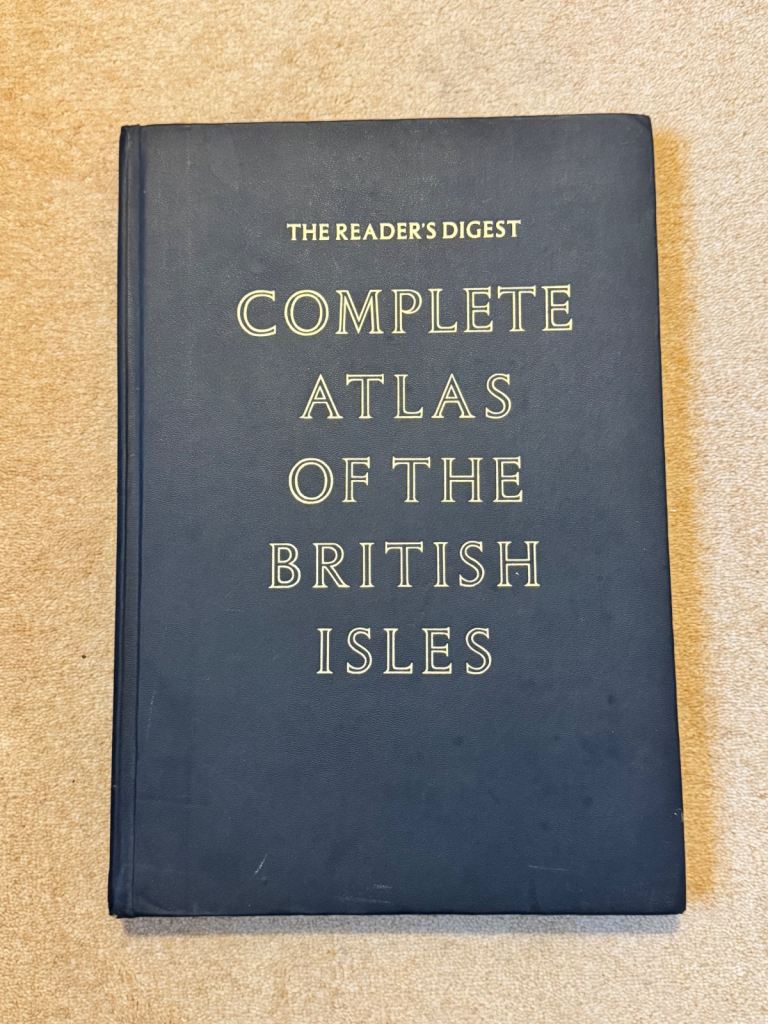 THE READER'S DIGEST
COMPLETE
ATLAS
OF THE
BRITISH
ISLES